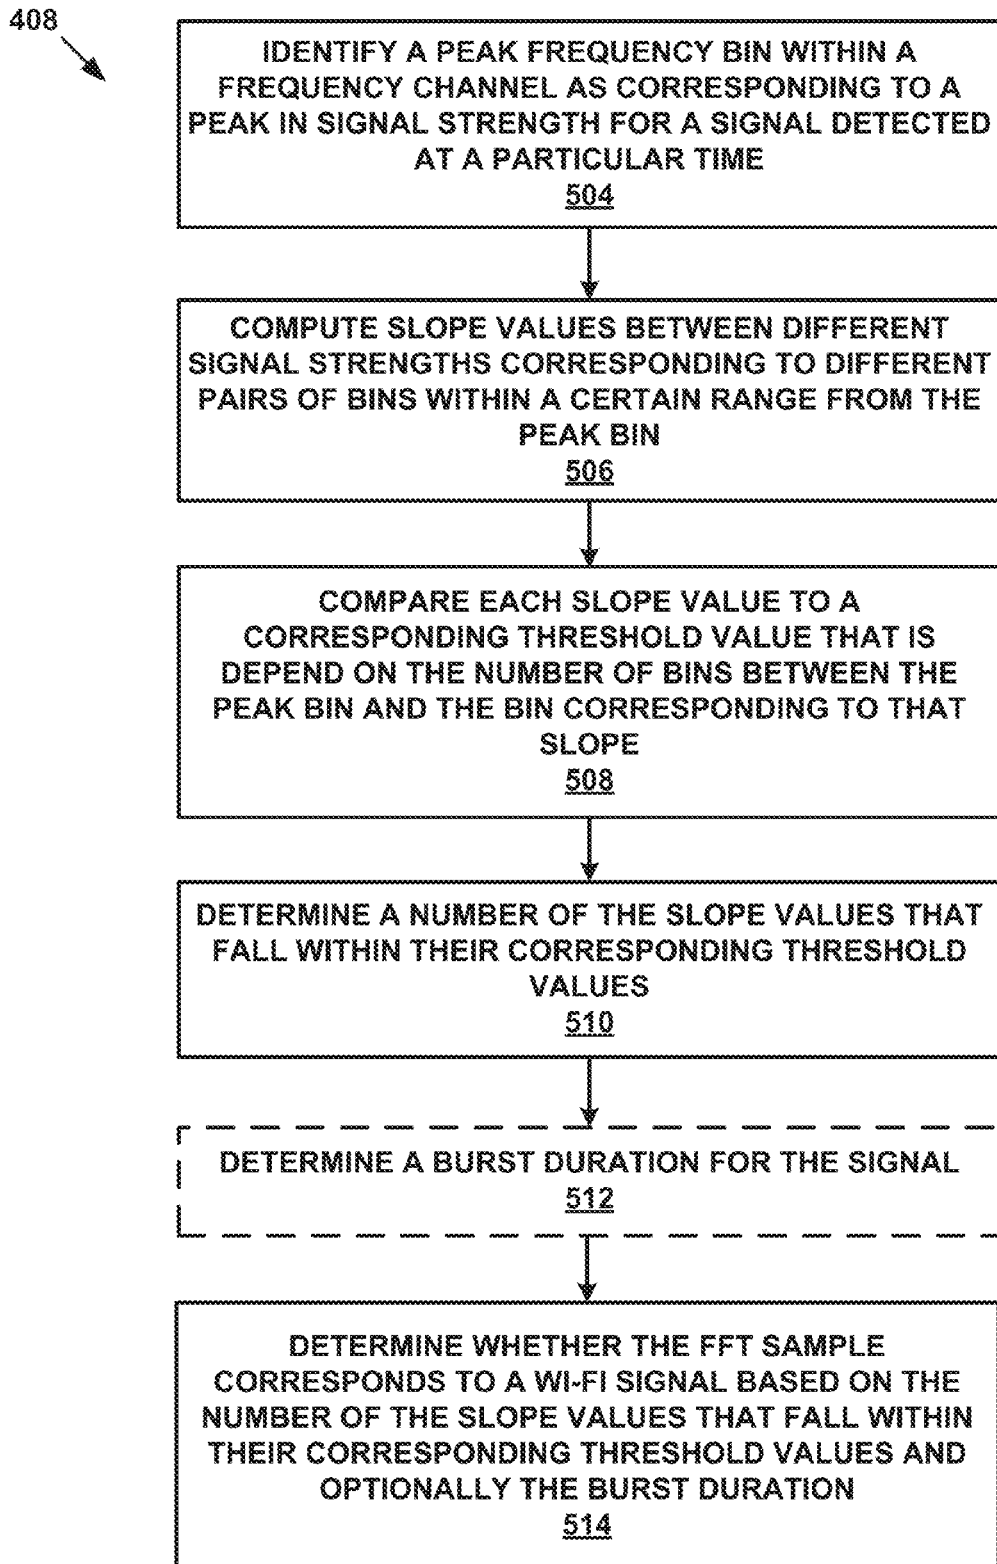 408
IDENTIFY A PEAK FREQUENCY BIN WITHIN A
FREQUENCY CHANNEL AS CORRESPONDING TO A
PEAK IN SIGNAL STRENGTH FOR A SIGNAL DETECTED
AT A PARTICULAR TIME
504
COMPUTE SLOPE VALUES BETWEEN DIFFERENT
SIGNAL STRENGTHS CORRESPONDING TO DIFFERENT
PAIRS OF BINS WITHIN A CERTAIN RANGE FROM THE
PEAK BIN
506
COMPARE EACH SLOPE VALUE TO A
CORRESPONDING THRESHOLD VALUE THAT IS
DEPEND ON THE NUMBER OF BINS BETWEEN THE
PEAK BIN AND THE BIN CORRESPONDING TO THAT
SLOPE
508
DETERMINE A NUMBER OF THE SLOPE VALUES THAT
FALL WITHIN THEIR CORRESPONDING THRESHOLD
VALUES
510
DETERMINE A BURST DURATION FOR THE SIGNAL
512
DETERMINE WHETHER THE FFT SAMPLE
CORRESPONDS TO A WI-FI SIGNAL BASED ON THE
NUMBER OF THE SLOPE VALUES THAT FALL WITHIN
THEIR CORRESPONDING THRESHOLD VALUES AND
OPTIONALLY THE BURST DURATION
514